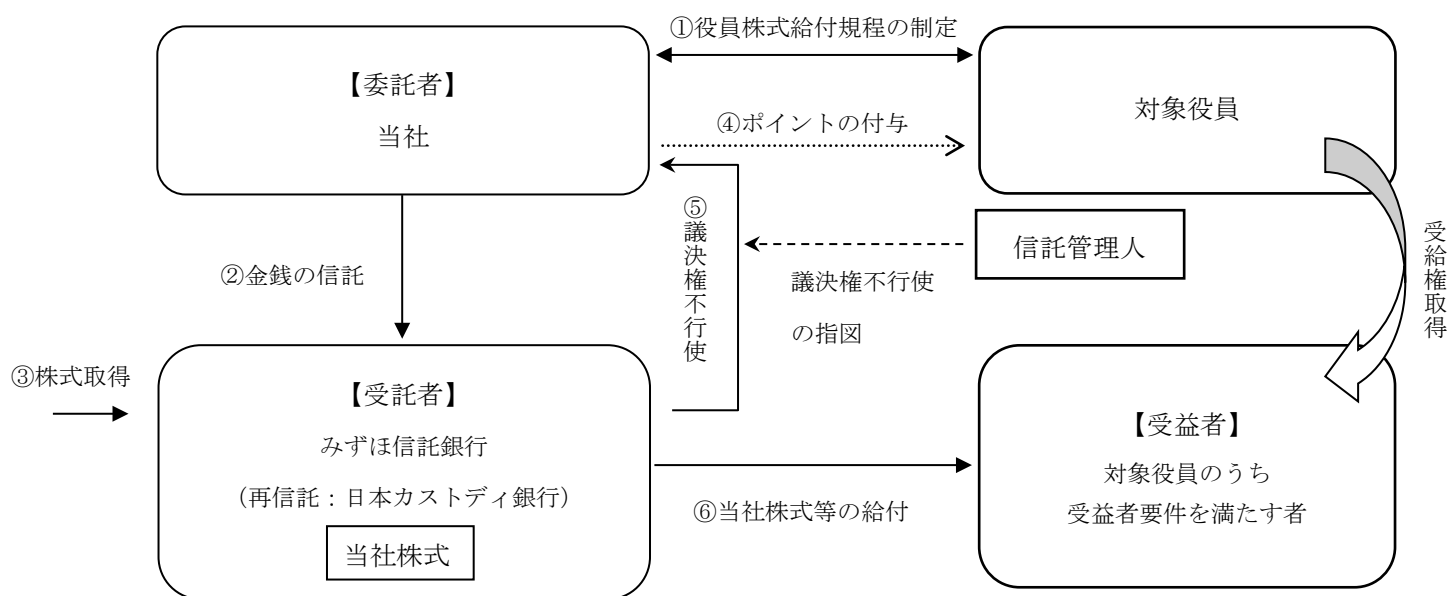 ①役員株式給付規程の制定
【委託者】
当社
対象役員
④ポイントの付与
⑤議決権不行使
信託管理人
議決権不行使
の指図
受給権取得
②金銭の信託
③株式取得
【受託者】
みずほ信託銀行
（再信託：日本カストディ銀行）
当社株式
⑥当社株式等の給付
【受益者】
対象役員のうち
受益者要件を満たす者